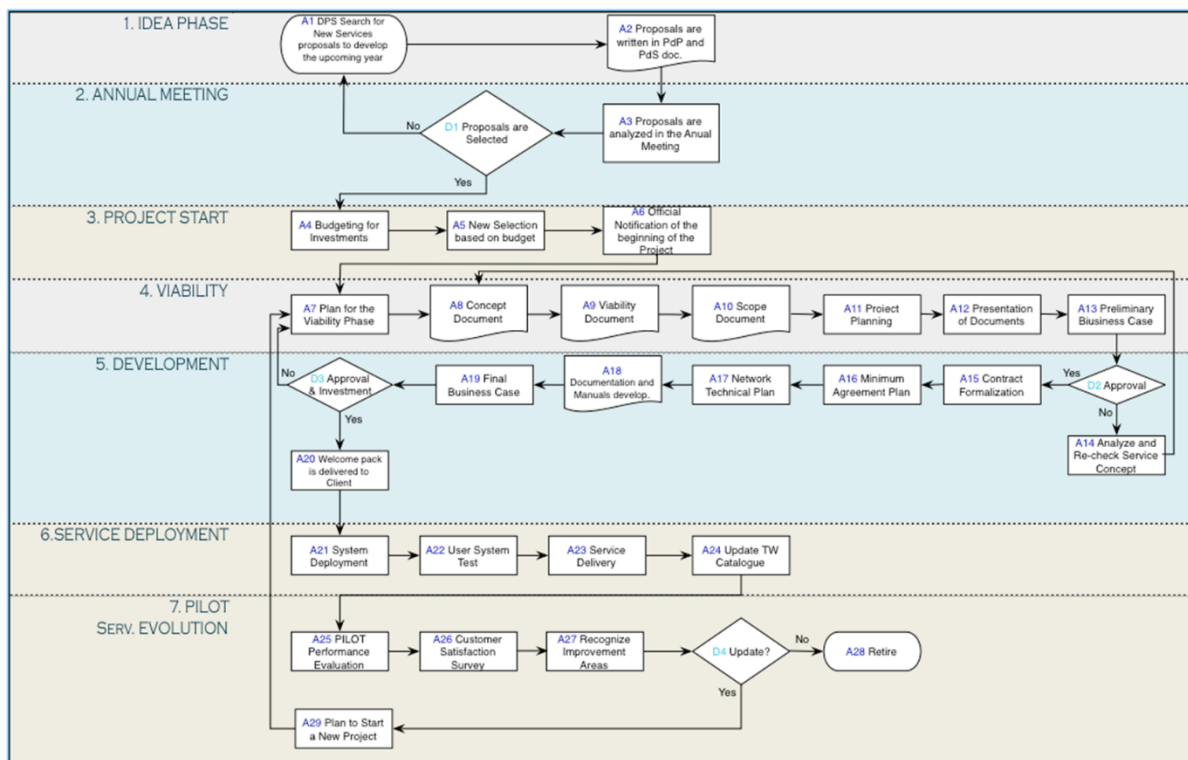 1. IDEA PHASE
A1 DPS Search for
New Services
proposals to develop
the upcoming year
A2 Proposals are
written in PdP and
PdS doc.
2. ANNUAL MEETING
No
D1 Proposals are
Selected
A3 Proposals are
analyzed in the Anual
Meeting
Yes
3. PROJECT START
A4 Budgeting for
Investments
A5 New Selection
based on budget
A6 Official
Notification of the
beginning of the
Project
4. VIABILITY
A7 Plan for the
Viability Phase
A8 Concept
Document
A9 Viability
Document
A10 Scope
Document
A11 Project
Planning
A12 Presentation
of Documents
A13 Preliminary
Biusiness Case
5. DEVELOPMENT
No
D3 Approval
& Investment
Yes
A19 Final
Business Case
A18
Documentation and
Manuals develop.
A17 Network
Technical Plan
A16 Minimum
Agreement Plan
A15 Contract
Formalization
Yes
D2 Approval
No
A20 Welcome pack
is delivered to
Client
A14 Analyze and
Re-check Service
Concept
6.SERVICE DEPLOYMENT
A21 System
Deployment
A22 User System
Test
A23 Service
Delivery
A24 Update TW
Catalogue
7. PILOT
SERV. EVOLUTION
A25 PILOT
Performance
Evaluation
A26 Customer
Satisfaction
Survey
A27 Recognize
Improvement
Areas
D4 Update?
No
A28 Retire
Yes
A29 Plan to Start
a New Project